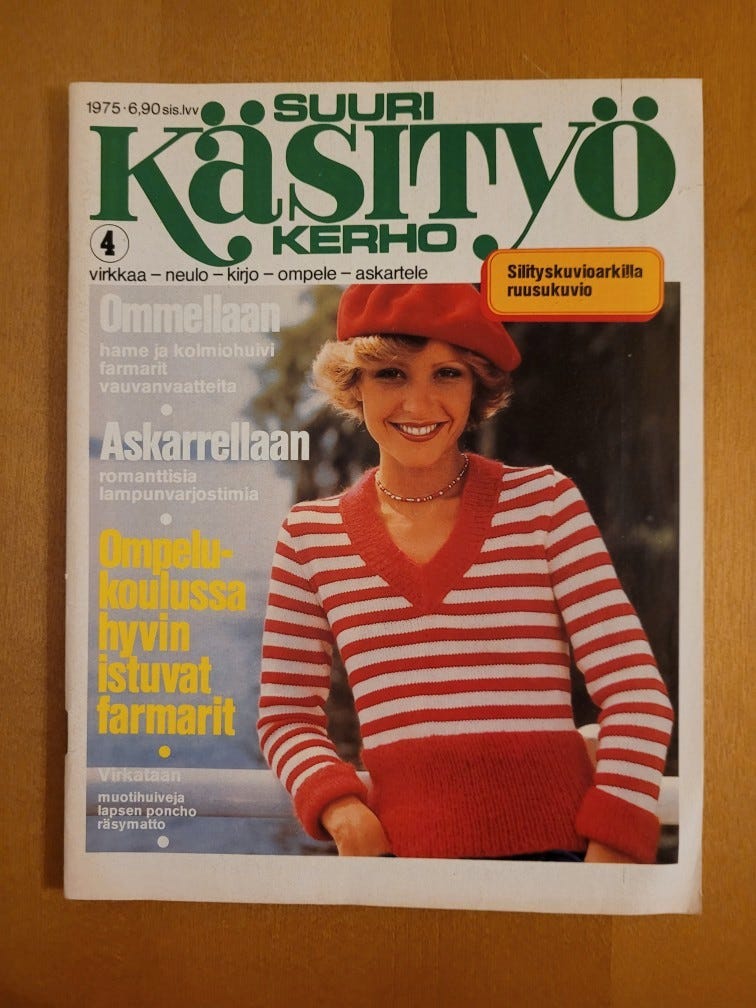 1975 · 6,90 sis.lvv
SUURI
KÄSITYÖ
KERHO
4
virkkaa – neulo – kirjo – ompele – askartele
Silityskuvioarkilla
ruusukuvio
Ommellaan
hame ja kolmiohuivi
farmarit
vauvanvaatteita
Askarrellaan
romanttisia
lampunvarjostimia
Ompelu-
koulussa
hyvin
istuvat
farmarit
Virkataan
muotihuiveja
lapsen poncho
räsymatto